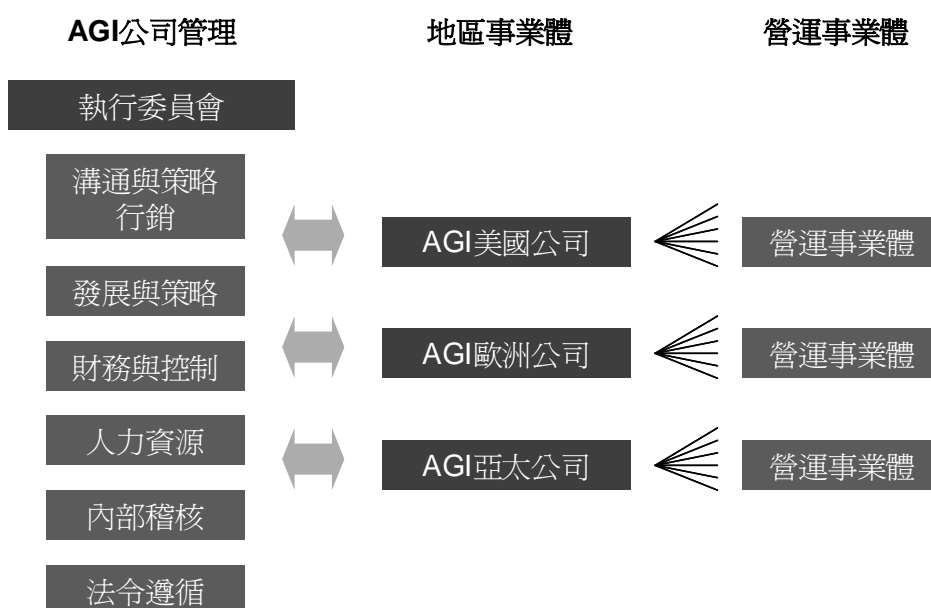 AGI公司管理
地區事業體
營運事業體
執行委員會
溝通與策略
行銷
發展與策略
財務與控制
人力資源
內部稽核
法令遵循
AGI美國公司
AGI歐洲公司
AGI亞太公司
營運事業體
營運事業體
營運事業體